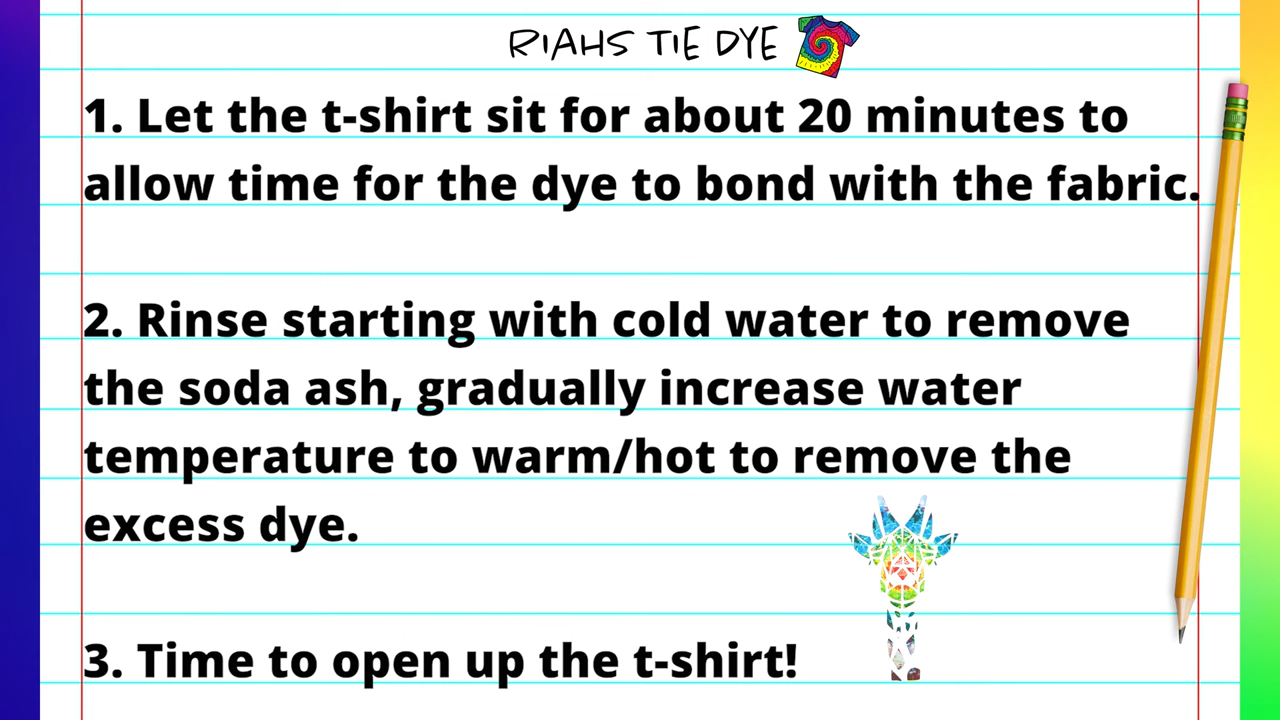 RIAHS TIE DYE
1. Let the t-shirt sit for about 20 minutes to
allow time for the dye to bond with the fabric.
2. Rinse starting with cold water to remove
the soda ash, gradually increase water
temperature to warm/hot to remove the
excess dye.
3. Time to open up the t-shirt!